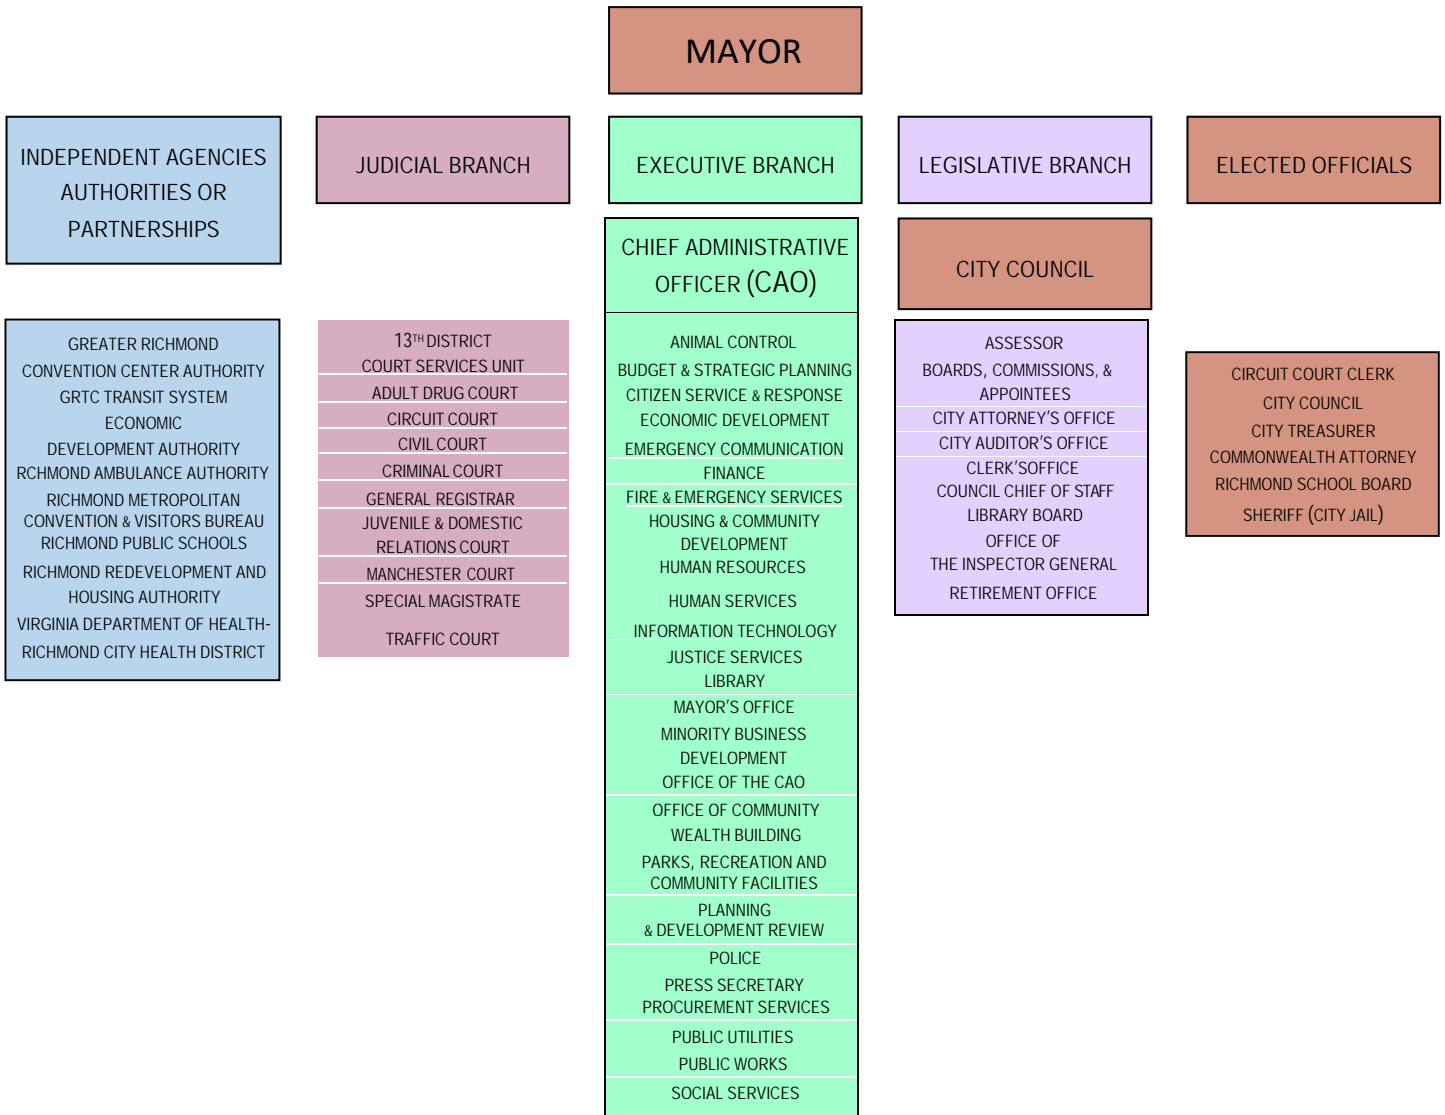 MAYOR
INDEPENDENT AGENCIES
AUTHORITIES OR
PARTNERSHIPS
JUDICIAL BRANCH
EXECUTIVE BRANCH
LEGISLATIVE BRANCH
ELECTED OFFICIALS
CHIEF ADMINISTRATIVE
OFFICER (CAO)
CITY COUNCIL
GREATER RICHMOND
CONVENTION CENTER AUTHORITY
GRTC TRANSIT SYSTEM
ECONOMIC
DEVELOPMENT AUTHORITY
RCHMOND AMBULANCE AUTHORITY
RICHMOND METROPOLITAN
CONVENTION & VISITORS BUREAU
RICHMOND PUBLIC SCHOOLS
RICHMOND REDEVELOPMENT AND
HOUSING AUTHORITY
VIRGINIA DEPARTMENT OF HEALTH-
RICHMOND CITY HEALTH DISTRICT
13TH DISTRICT
COURT SERVICES UNIT
ADULT DRUG COURT
CIRCUIT COURT
CIVIL COURT
CRIMINAL COURT
GENERAL REGISTRAR
JUVENILE & DOMESTIC
RELATIONS COURT
MANCHESTER COURT
SPECIAL MAGISTRATE
TRAFFIC COURT
ANIMAL CONTROL
BUDGET & STRATEGIC PLANNING
CITIZEN SERVICE & RESPONSE
ECONOMIC DEVELOPMENT
EMERGENCY COMMUNICATION
FINANCE
FIRE & EMERGENCY SERVICES
HOUSING & COMMUNITY
DEVELOPMENT
HUMAN RESOURCES
HUMAN SERVICES
INFORMATION TECHNOLOGY
JUSTICE SERVICES
LIBRARY
MAYOR'S OFFICE
MINORITY BUSINESS
DEVELOPMENT
OFFICE OF THE CAO
OFFICE OF COMMUNITY
WEALTH BUILDING
PARKS, RECREATION AND
COMMUNITY FACILITIES
PLANNING
& DEVELOPMENT REVIEW
POLICE
PRESS SECRETARY
PROCUREMENT SERVICES
PUBLIC UTILITIES
PUBLIC WORKS
SOCIAL SERVICES
ASSESSOR
BOARDS, COMMISSIONS, &
APPOINTEES
CITY ATTORNEY'S OFFICE
CITY AUDITOR'S OFFICE
CLERK'SOFFICE
COUNCIL CHIEF OF STAFF
LIBRARY BOARD
OFFICE OF
THE INSPECTOR GENERAL
RETIREMENT OFFICE
CIRCUIT COURT CLERK
CITY COUNCIL
CITY TREASURER
COMMONWEALTH ATTORNEY
RICHMOND SCHOOL BOARD
SHERIFF (CITY JAIL)